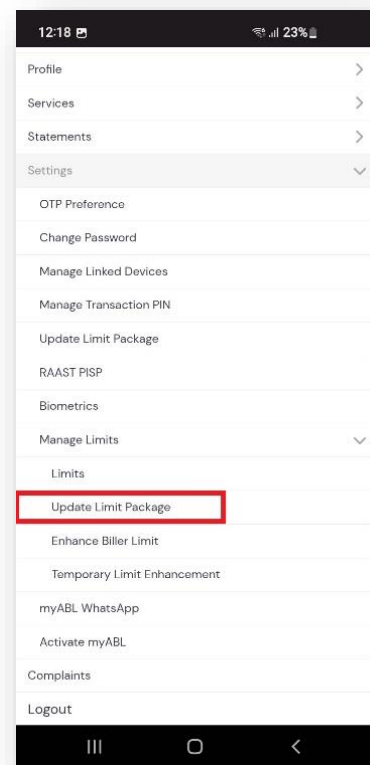 12:18 23%
Profile
Services
Statements
Settings
OTP Preference
Change Password
Manage Linked Devices
Manage Transaction PIN
Update Limit Package
RAAST PISP
Biometrics
Manage Limits
Limits
Update Limit Package
Enhance Biller Limit
Temporary Limit Enhancement
myABL WhatsApp
Activate myABL
Complaints
Logout